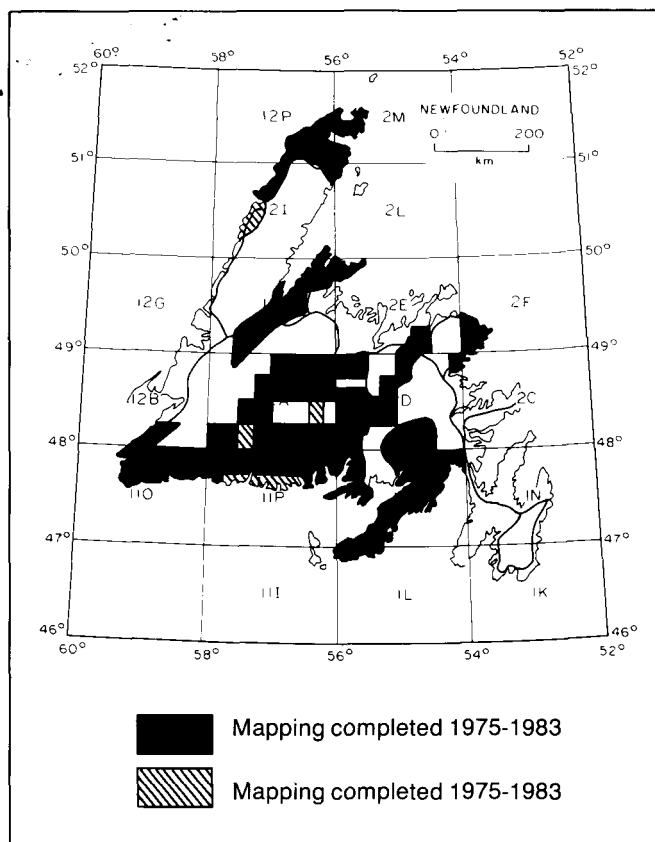 60° 58° 56° 54° 52°
52° 52°
12P 2M
NEWFOUNDLAND
0 200
km
51° 51°
2I 2L
50° 50°
12G 2E 2F
49° 49°
12B A D 2C
48° 48°
11O 11P 1N
47° 47°
11I 1L 1K
46° 46°
60° 58° 56° 54° 52°
Mapping completed 1975-1983
Mapping completed 1975-1983